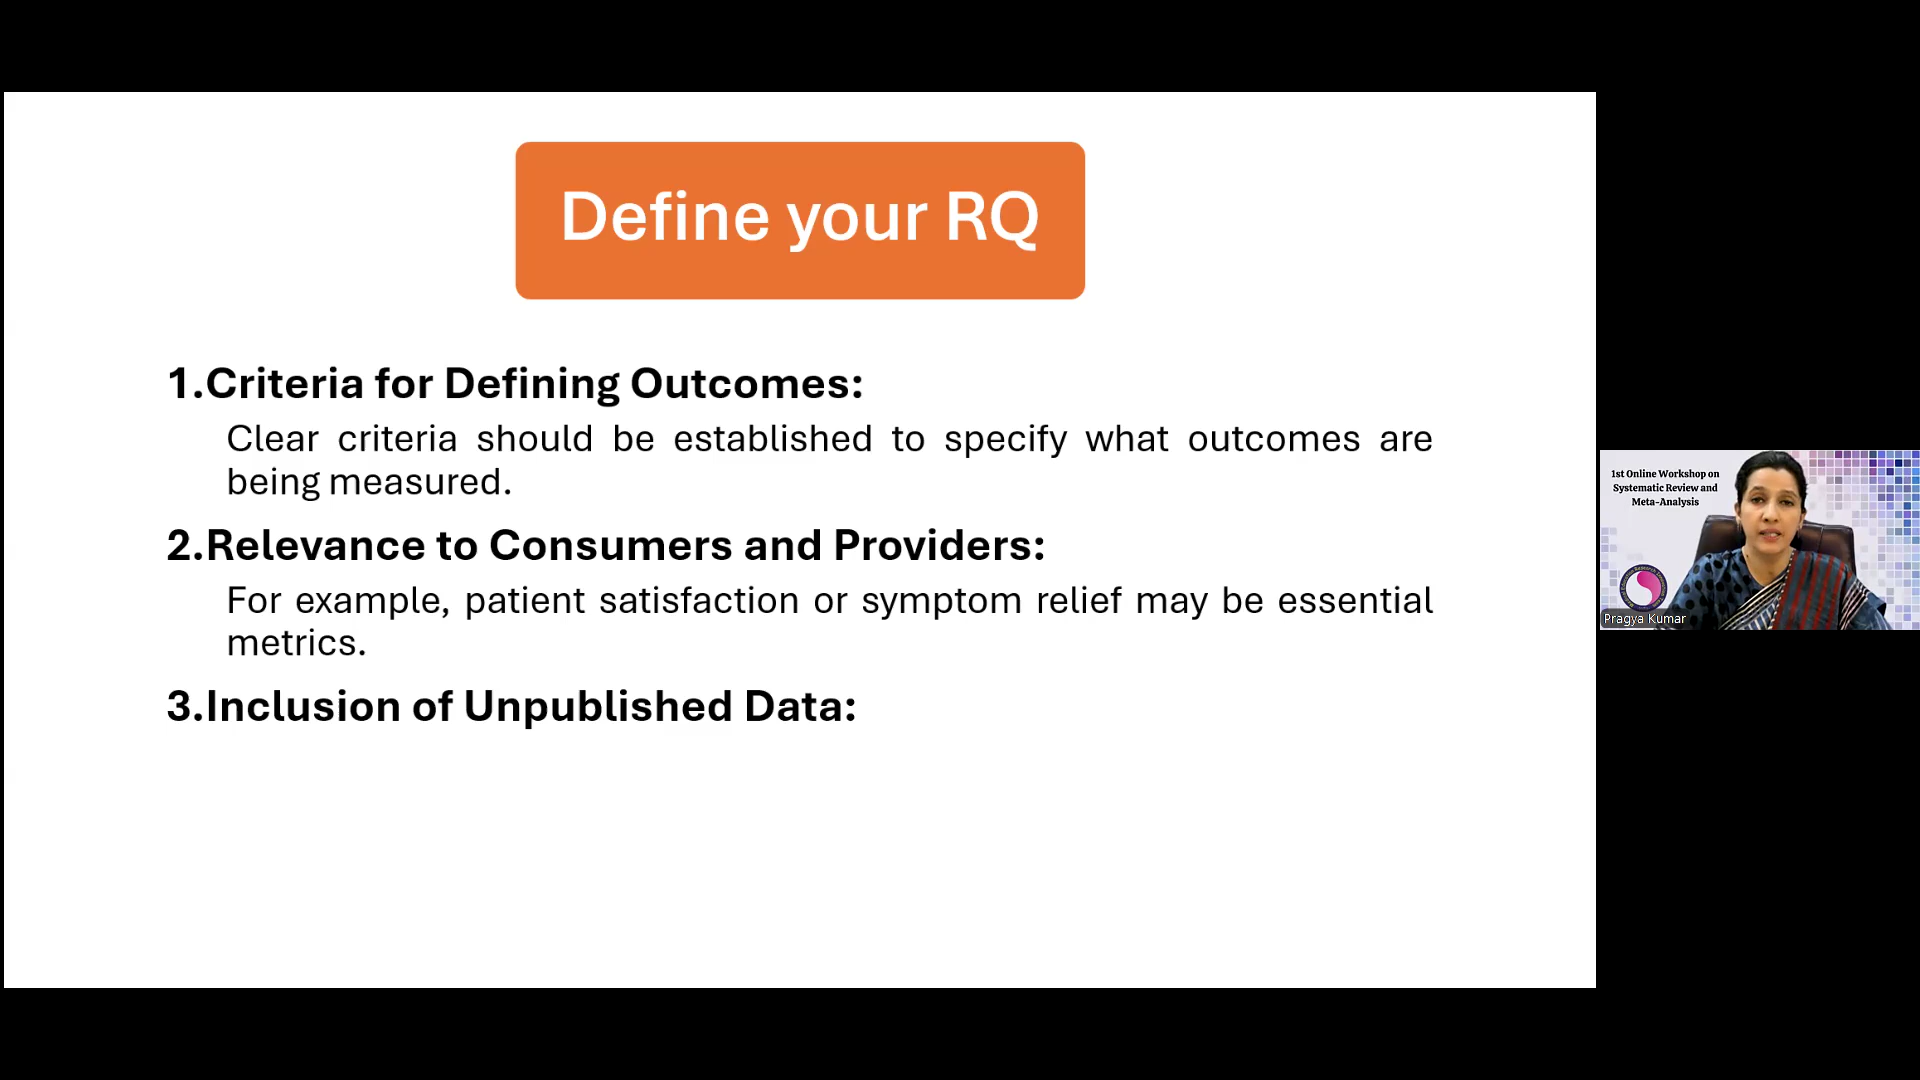 Define your RQ
1.Criteria for Defining Outcomes:
Clear criteria should be established to specify what outcomes are
being measured.
2.Relevance to Consumers and Providers:
For example, patient satisfaction or symptom relief may be essential
metrics.
3.Inclusion of Unpublished Data:
1st Online Workshop on
Systematic Review and
Meta-Analysis
Pragya Kumar